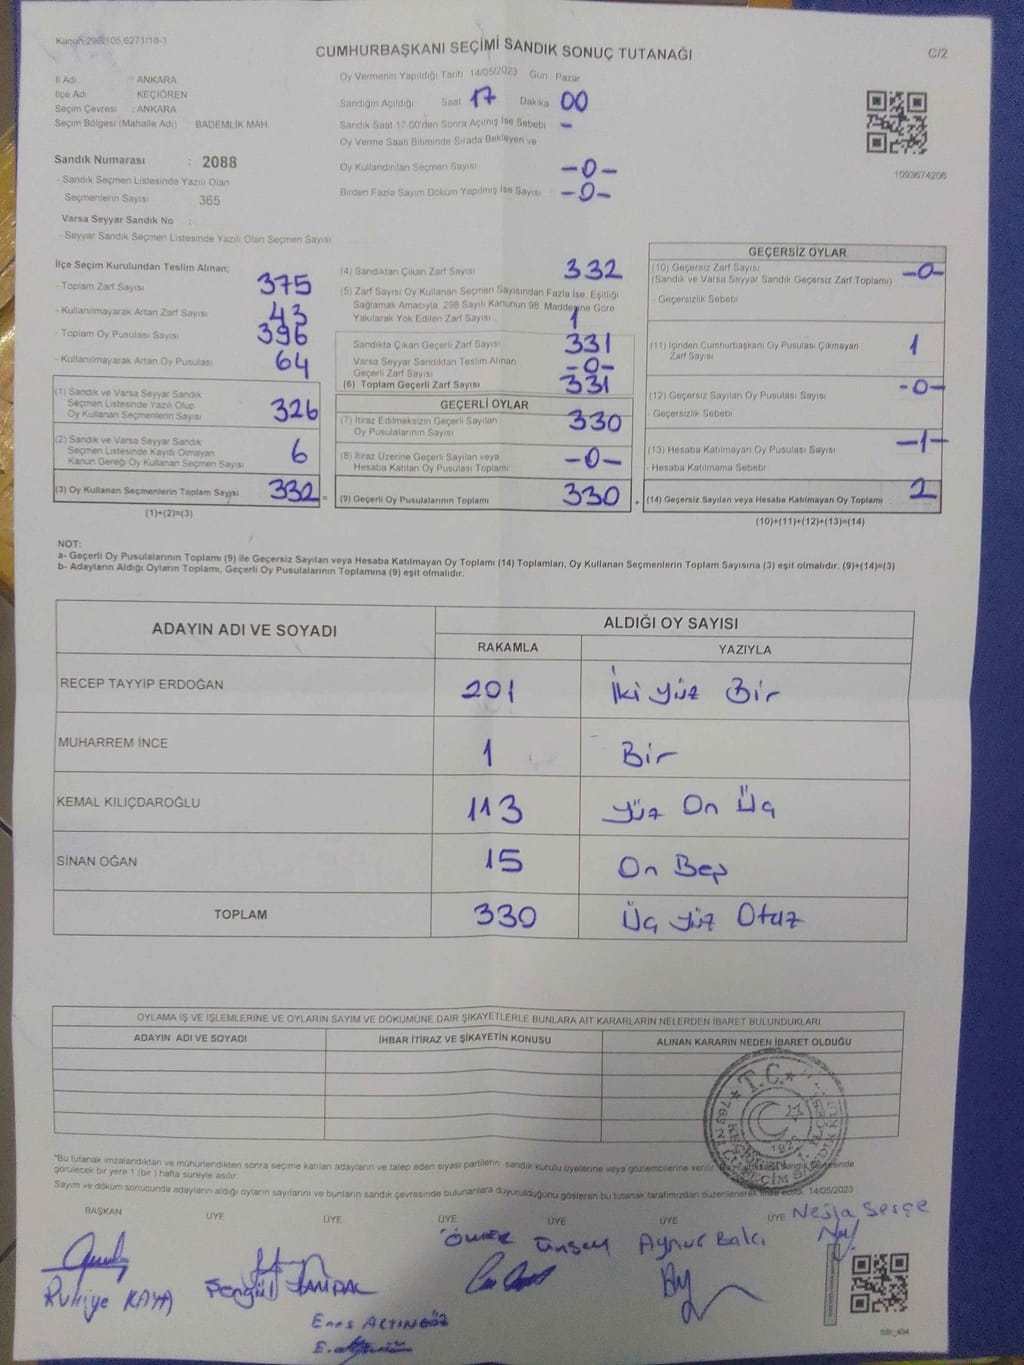 Kanun:298/105,6271/18-1
CUMHURBAŞKANI SEÇİMİ SANDIK SONUÇ TUTANAĞI
C/2
İl Adı : ANKARA
İlçe Adı KEÇİÖREN
Seçim Çevresi : ANKARA
Seçim Bölgesi (Mahalle Adı) BADEMLİK MAH.
Sandık Numarası : 2088
- Sandık Seçmen Listesinde Yazılı Olan
Seçmenlerin Sayısı 365
Varsa Seyyar Sandık No :
- Seyyar Sandık Seçmen Listesinde Yazılı Olan Seçmen Sayısı
Oy Vermenin Yapıldığı Tarih 14/05/2023 Gün Pazar
Sandığın Açıldığı Saat 17 Dakika 00
Sandık Saat 17.00'den Sonra Açılmış İse Sebebi -
Oy Verme Saati Bitiminde Sırada Bekleyen ve
Oy Kullandırılan Seçmen Sayısı -0-
Birden Fazla Sayım Döküm Yapılmış İse Sayısı -0-
1093674206
İlçe Seçim Kurulundan Teslim Alınan;
- Toplam Zarf Sayısı 375
- Kullanılmayarak Artan Zarf Sayısı 43
- Toplam Oy Pusulası Sayısı 396
- Kullanılmayarak Artan Oy Pusulası 64
(1) Sandık ve Varsa Seyyar Sandık
Seçmen Listesinde Yazılı Olup
Oy Kullanan Seçmenlerin Sayısı 326
(2) Sandık ve Varsa Seyyar Sandık
Seçmen Listesinde Kayıtlı Olmayan
Kanun Gereği Oy Kullanan Seçmen Sayısı 6
(3) Oy Kullanan Seçmenlerin Toplam Sayısı 332 =
(1)+(2)=(3)
(4) Sandıktan Çıkan Zarf Sayısı 332
(5) Zarf Sayısı Oy Kullanan Seçmen Sayısından Fazla İse, Eşitliği
Sağlamak Amacıyla, 298 Sayılı Kanunun 98. Maddesine Göre
Yakılarak Yok Edilen Zarf Sayısı 1
Sandıkta Çıkan Geçerli Zarf Sayısı 331
Varsa Seyyar Sandıktan Teslim Alınan
Geçerli Zarf Sayısı -0-
(6) Toplam Geçerli Zarf Sayısı 331
GEÇERLİ OYLAR
(7) İtiraz Edilmeksizin Geçerli Sayılan
Oy Pusulalarının Sayısı 330
(8) İtiraz Üzerine Geçerli Sayılan veya
Hesaba Katılan Oy Pusulası Toplamı -0-
(9) Geçerli Oy Pusulalarının Toplamı 330 +
GEÇERSİZ OYLAR
(10) Geçersiz Zarf Sayısı -0-
(Sandık ve Varsa Seyyar Sandık Geçersiz Zarf Toplamı)
- Geçersizlik Sebebi
(11) İçinden Cumhurbaşkanı Oy Pusulası Çıkmayan
Zarf Sayısı 1
(12) Geçersiz Sayılan Oy Pusulası Sayısı -0-
- Geçersizlik Sebebi
(13) Hesaba Katılmayan Oy Pusulası Sayısı -1-
- Hesaba Katılmama Sebebi
(14) Geçersiz Sayılan veya Hesaba Katılmayan Oy Toplamı 2
(10)+(11)+(12)+(13)=(14)
NOT:
a- Geçerli Oy Pusulalarının Toplamı (9) ile Geçersiz Sayılan veya Hesaba Katılmayan Oy Toplamı (14) Toplamları, Oy Kullanan Seçmenlerin Toplam Sayısına (3) eşit olmalıdır. (9)+(14)=(3)
b- Adayların Aldığı Oyların Toplamı, Geçerli Oy Pusulalarının Toplamına (9) eşit olmalıdır.
ADAYIN ADI VE SOYADI ALDIĞI OY SAYISI
RAKAMLA YAZIYLA
RECEP TAYYİP ERDOĞAN 201 İki yüz Bir
MUHARREM İNCE 1 Bir
KEMAL KILIÇDAROĞLU 113 Yüz On Üç
SİNAN OĞAN 15 On Beş
TOPLAM 330 Üç yüz Otuz
OYLAMA İŞ VE İŞLEMLERİNE VE OYLARIN SAYIM VE DÖKÜMÜNE DAİR ŞİKAYETLERLE BUNLARA AİT KARARLARIN NELERDEN İBARET BULUNDUKLARI
ADAYIN ADI VE SOYADI İHBAR İTİRAZ VE ŞİKAYETİN KONUSU ALINAN KARARIN NEDEN İBARET OLDUĞU
T.C.
*Bu tutanak imzalandıktan ve mühürlendikten sonra seçime katılan adayların ve talep eden siyasi partilerin sandık kurulu üyelerine veya gözlemcilerine verilir.
görülecek bir yere 1 (bir) hafta süreyle asılır.
Sayım ve döküm sonucunda adayların aldığı oyların sayılarını ve bunların sandık çevresinde bulunanlara duyurulduğunu gösteren bu tutanak tarafımızdan düzenlenerek 14/05/2023
BAŞKAN ÜYE ÜYE ÜYE ÜYE ÜYE ÜYE Neşla Serçe
ÖMER Aynur Balcı
Ruhiye KAYA Şengül
Enes ALTINGÖZ